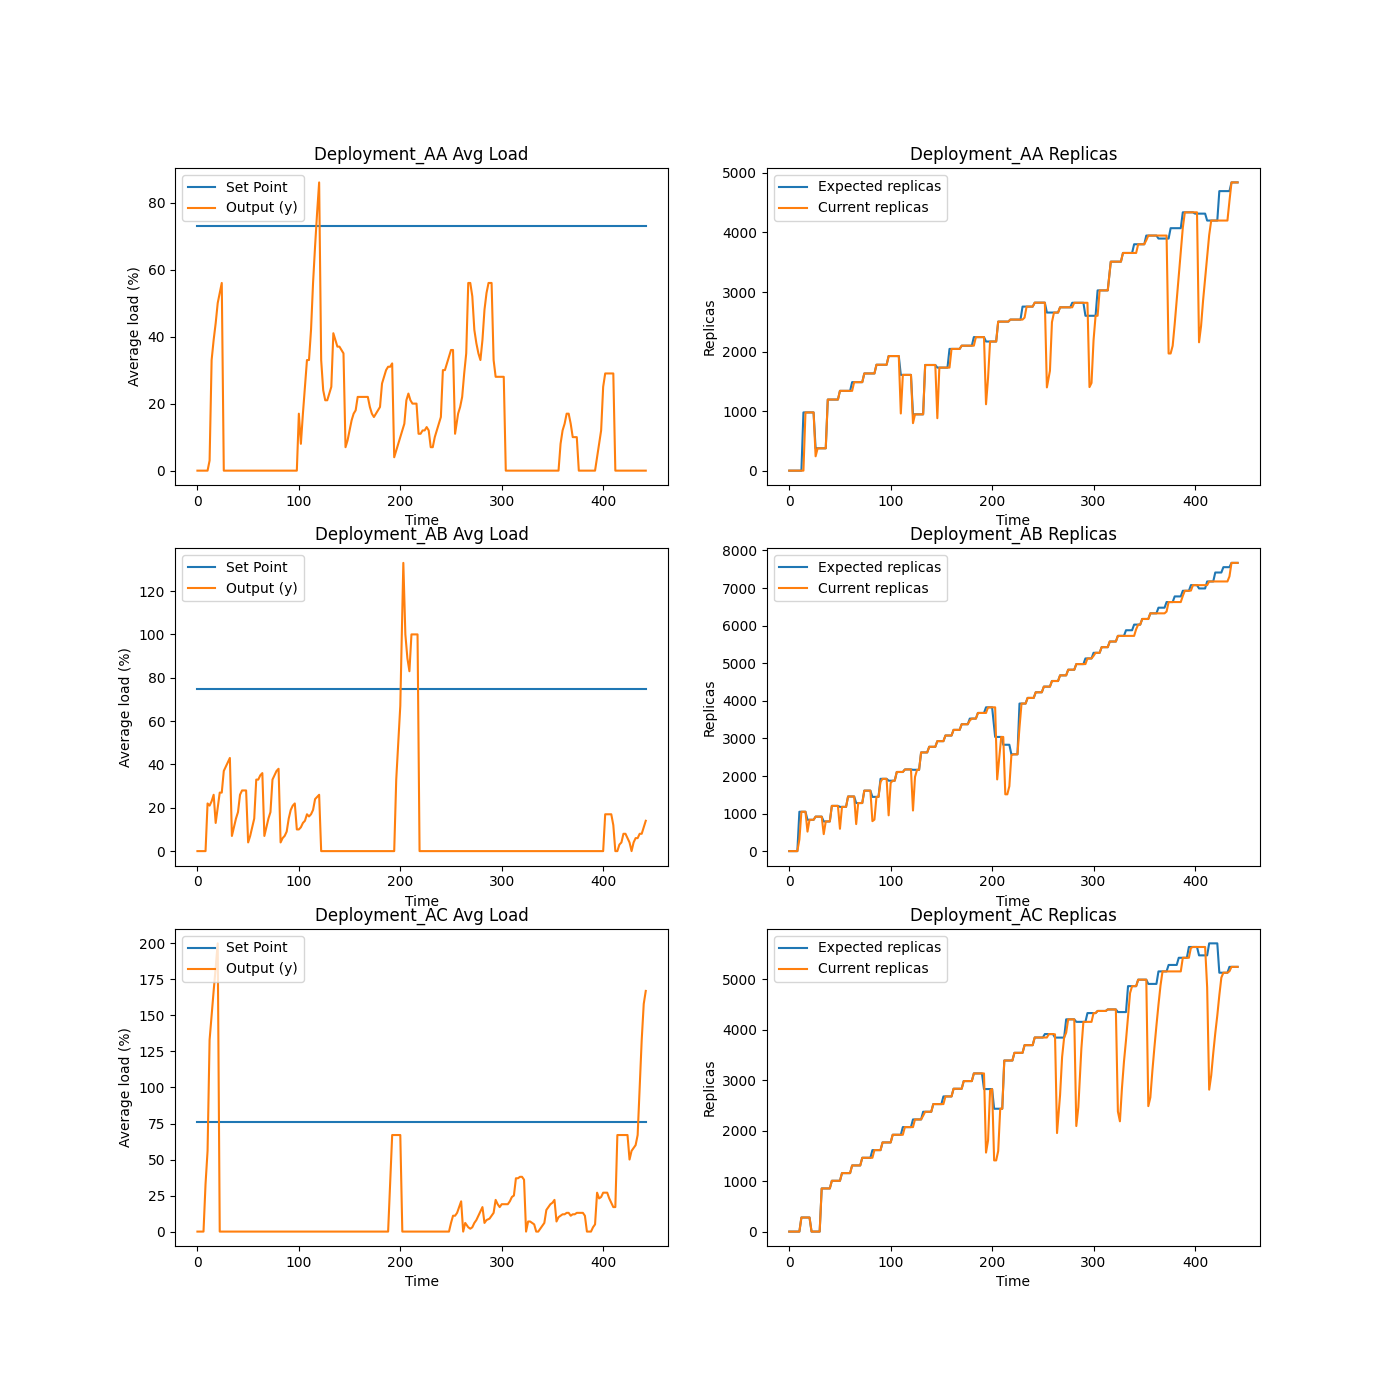 Deployment_AA Avg Load
Set Point
Output (y)
Average load (%)
80
60
40
20
0
0 100 200 300 400
Time
Deployment_AA Replicas
Expected replicas
Current replicas
Replicas
5000
4000
3000
2000
1000
0
0 100 200 300 400
Time
Deployment_AB Avg Load
Set Point
Output (y)
Average load (%)
120
100
80
60
40
20
0
0 100 200 300 400
Time
Deployment_AB Replicas
Expected replicas
Current replicas
Replicas
8000
7000
6000
5000
4000
3000
2000
1000
0
0 100 200 300 400
Time
Deployment_AC Avg Load
Set Point
Output (y)
Average load (%)
200
175
150
125
100
75
50
25
0
0 100 200 300 400
Time
Deployment_AC Replicas
Expected replicas
Current replicas
Replicas
5000
4000
3000
2000
1000
0
0 100 200 300 400
Time